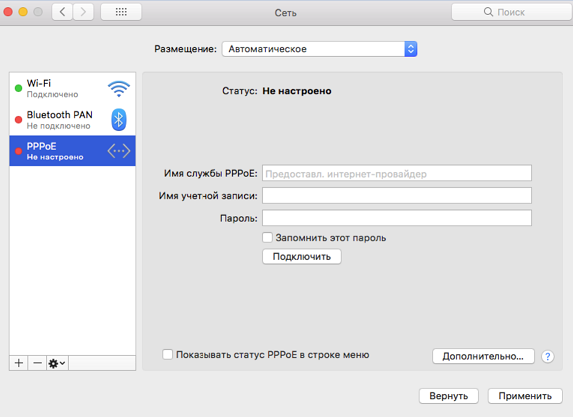 Сеть
Поиск
Размещение: Автоматическое
Wi-Fi
Подключено
Bluetooth PAN
Не подключено
PPPoE
Не настроено
Статус: Не настроено
Имя службы PPPoE: Предоставл. интернет-провайдер
Имя учетной записи:
Пароль:
Запомнить этот пароль
Подключить
Показывать статус PPPoE в строке меню
Дополнительно... ?
Вернуть Применить